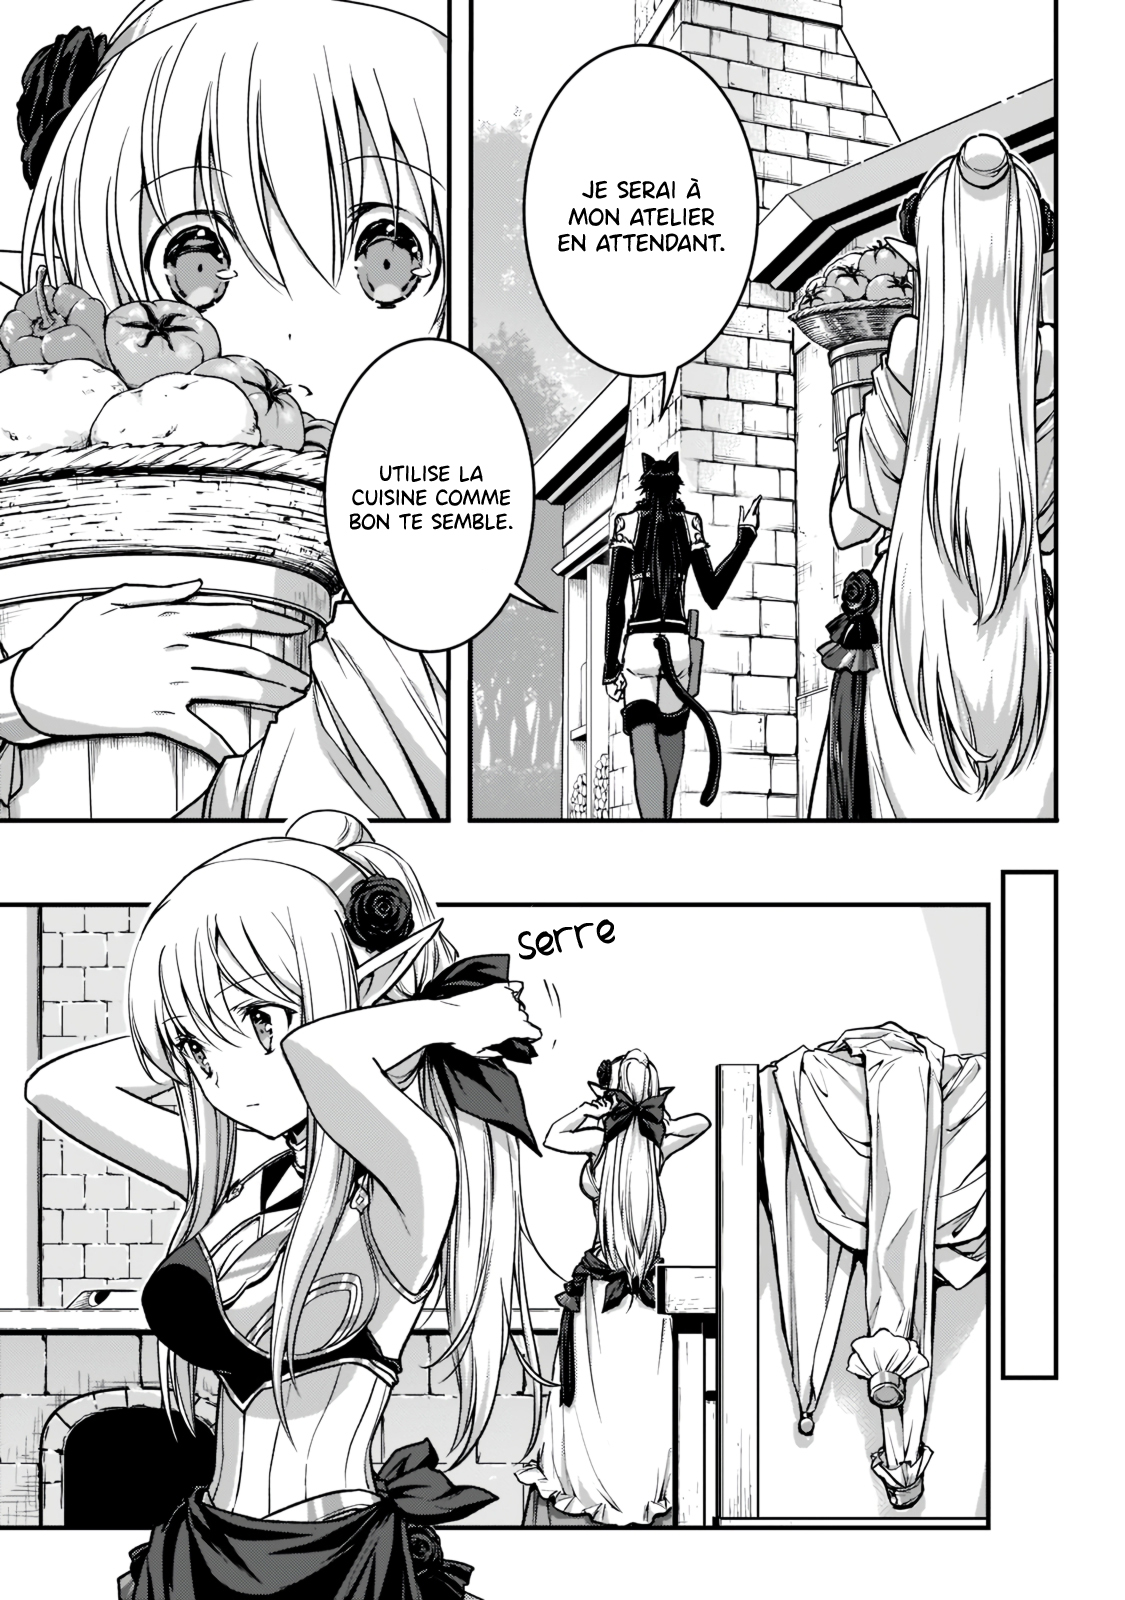 JE SERAI À
MON ATELIER
EN ATTENDANT.
UTILISE LA
CUISINE COMME
BON TE SEMBLE.
serre